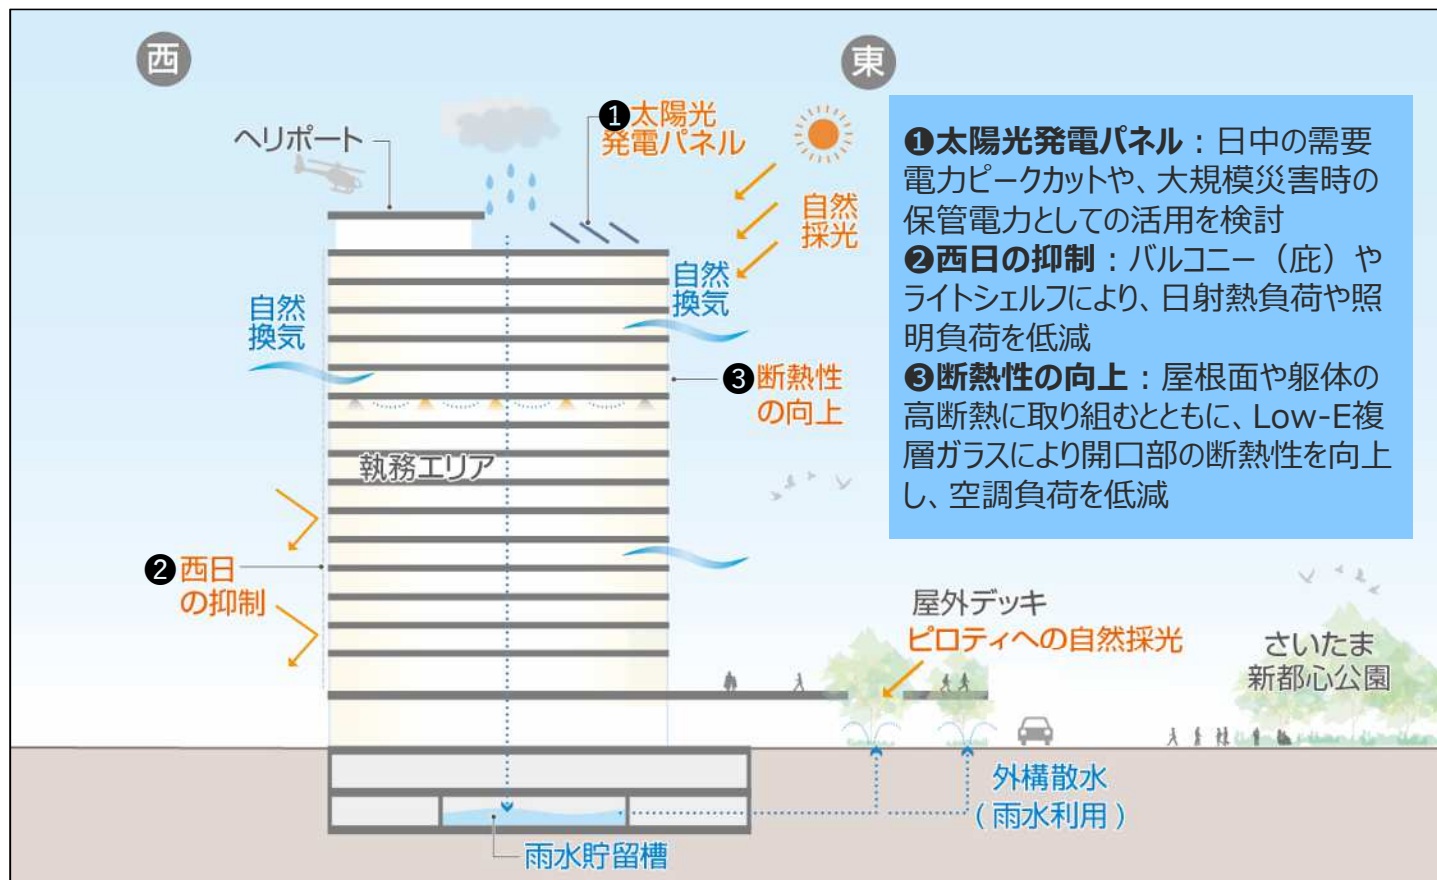 西
東
ヘリポート
❶太陽光
発電パネル
自然
採光
自然
換気
自然
換気
❸断熱性
の向上
執務エリア
❷西日
の抑制
❶太陽光発電パネル：日中の需要
電力ピークカットや、大規模災害時の
保管電力としての活用を検討
❷西日の抑制：バルコニー（庇）や
ライトシェルフにより、日射熱負荷や照
明負荷を低減
❸断熱性の向上：屋根面や躯体の
高断熱に取り組むとともに、Low-E複
層ガラスにより開口部の断熱性を向上
し、空調負荷を低減
屋外デッキ
ピロティへの自然採光
さいたま
新都心公園
外構散水
(雨水利用)
雨水貯留槽